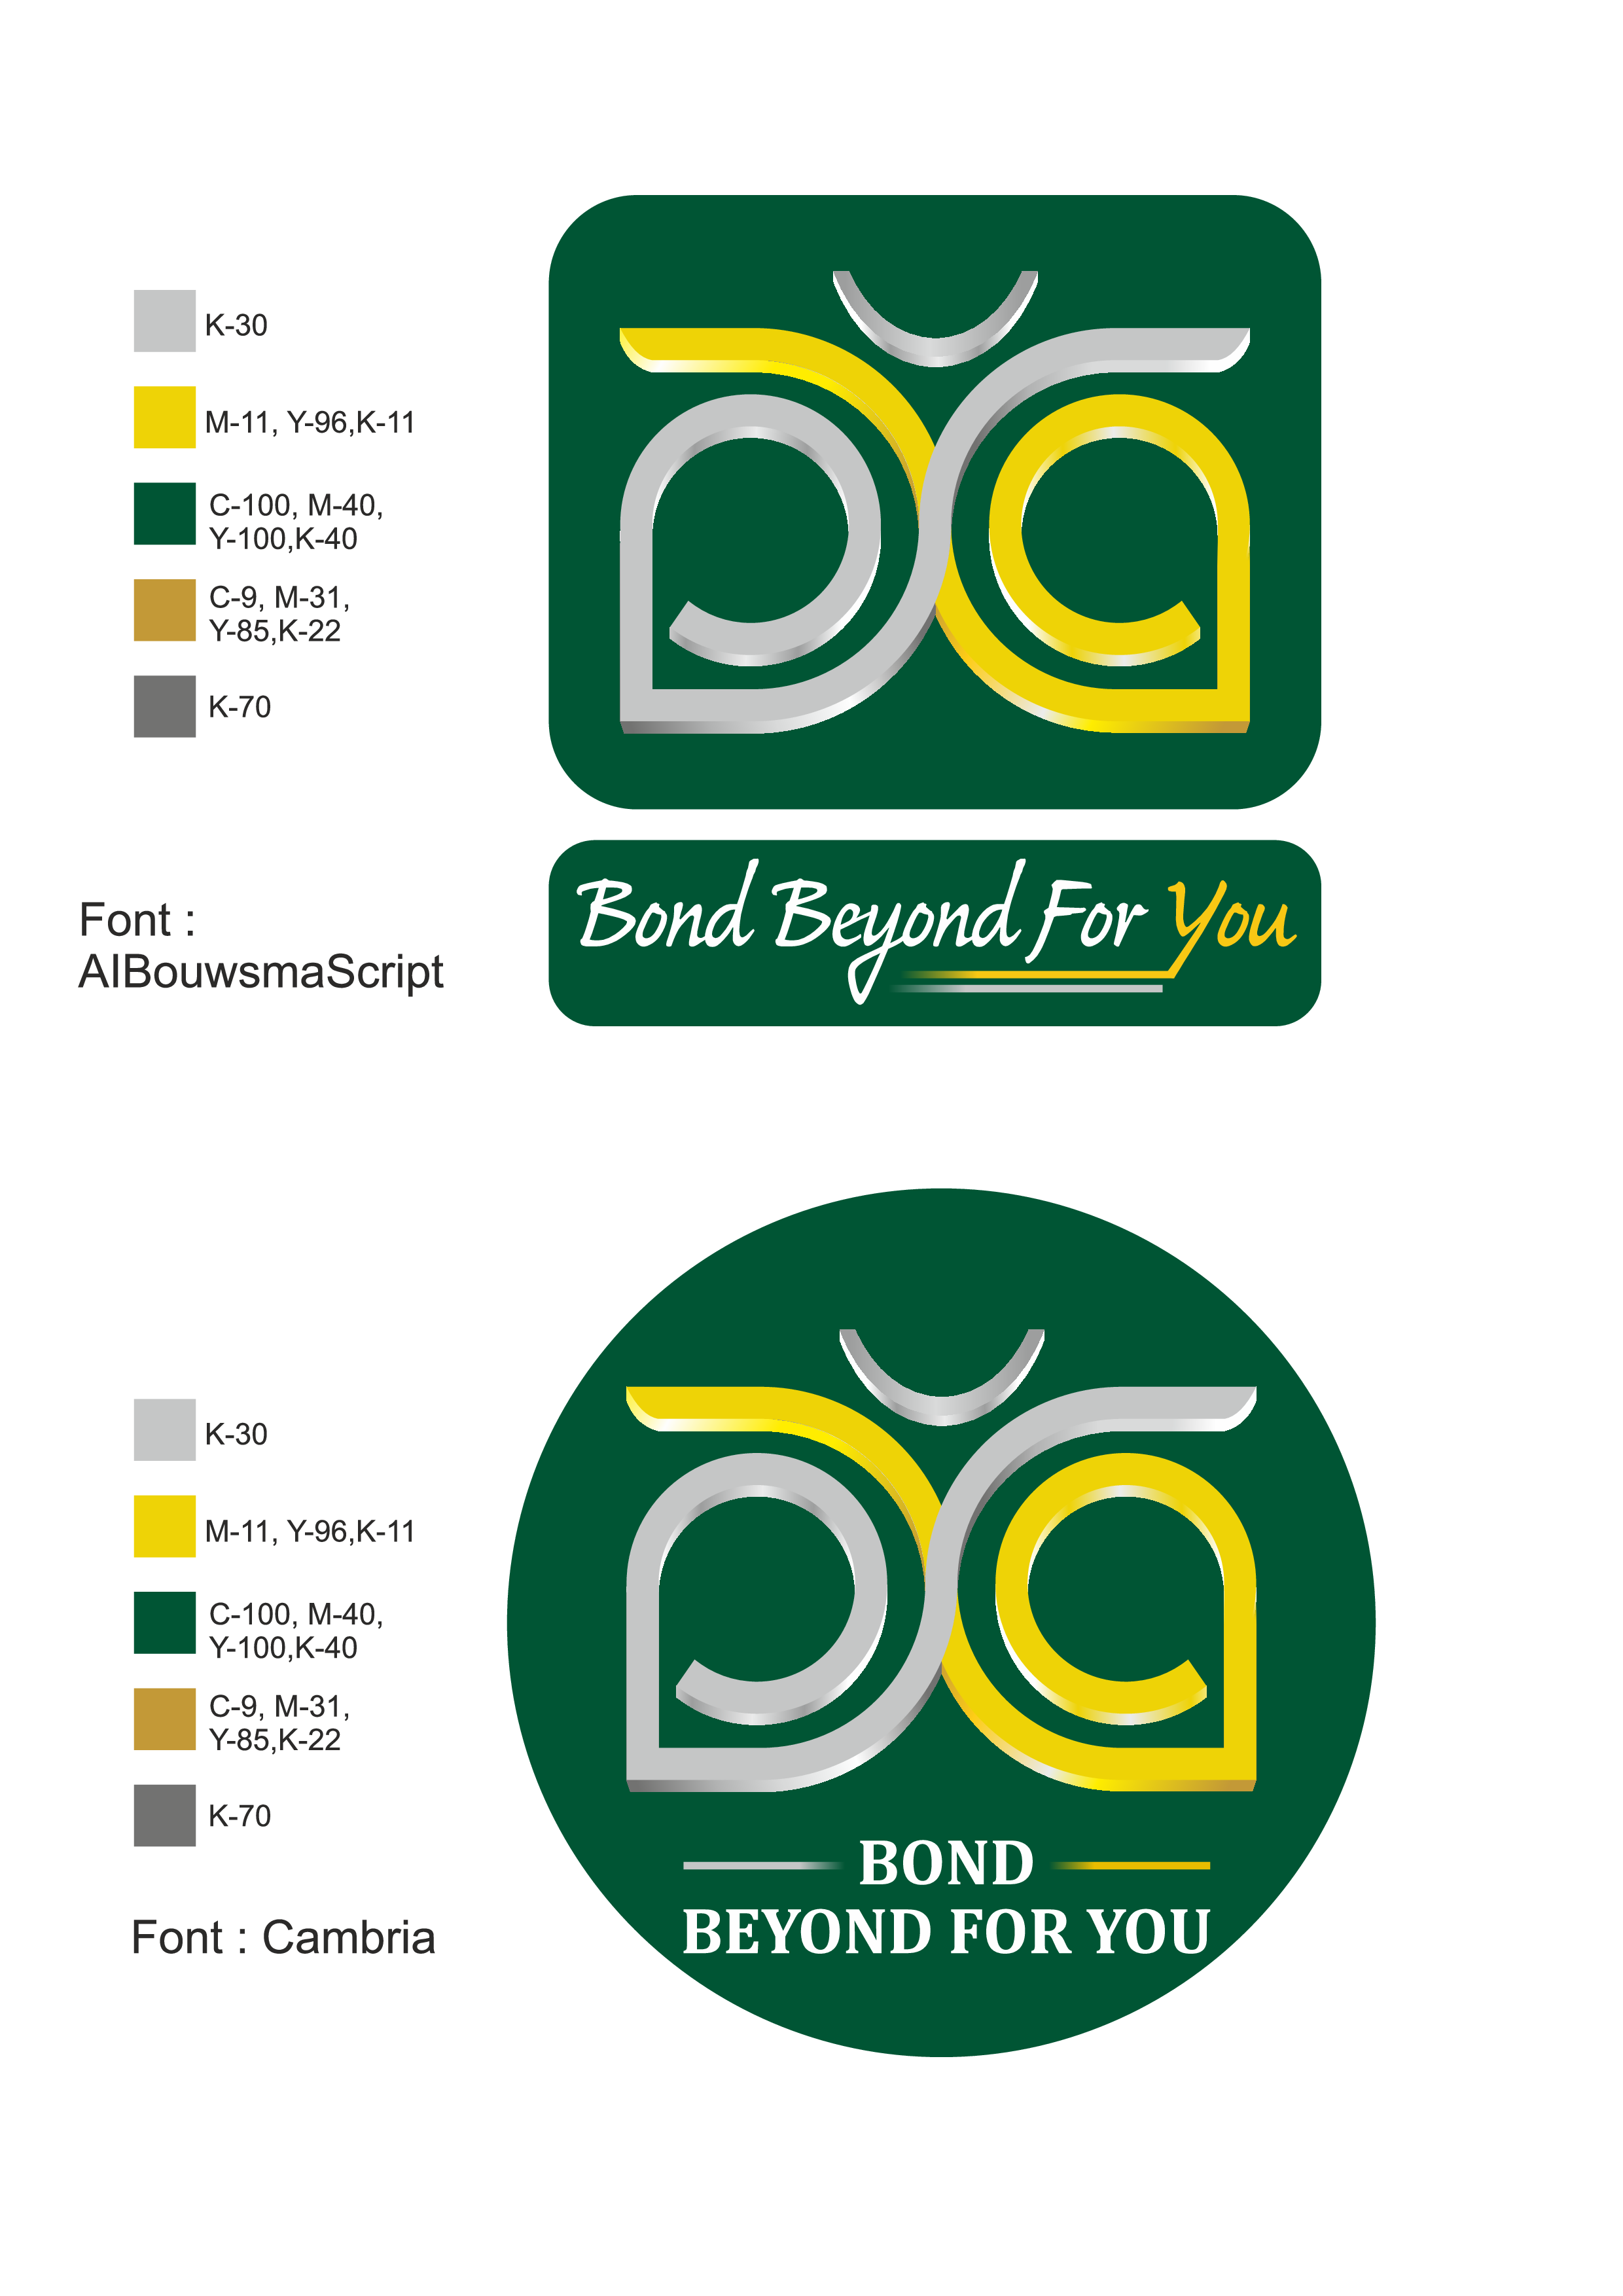 K-30
M-11, Y-96,K-11
C-100, M-40,
Y-100,K-40
C-9, M-31,
Y-85,K-22
K-70
Font :
AlBouwsmaScript
Bond Beyond For You
K-30
M-11, Y-96,K-11
C-100, M-40,
Y-100,K-40
C-9, M-31,
Y-85,K-22
K-70
Font : Cambria
BOND
BEYOND FOR YOU